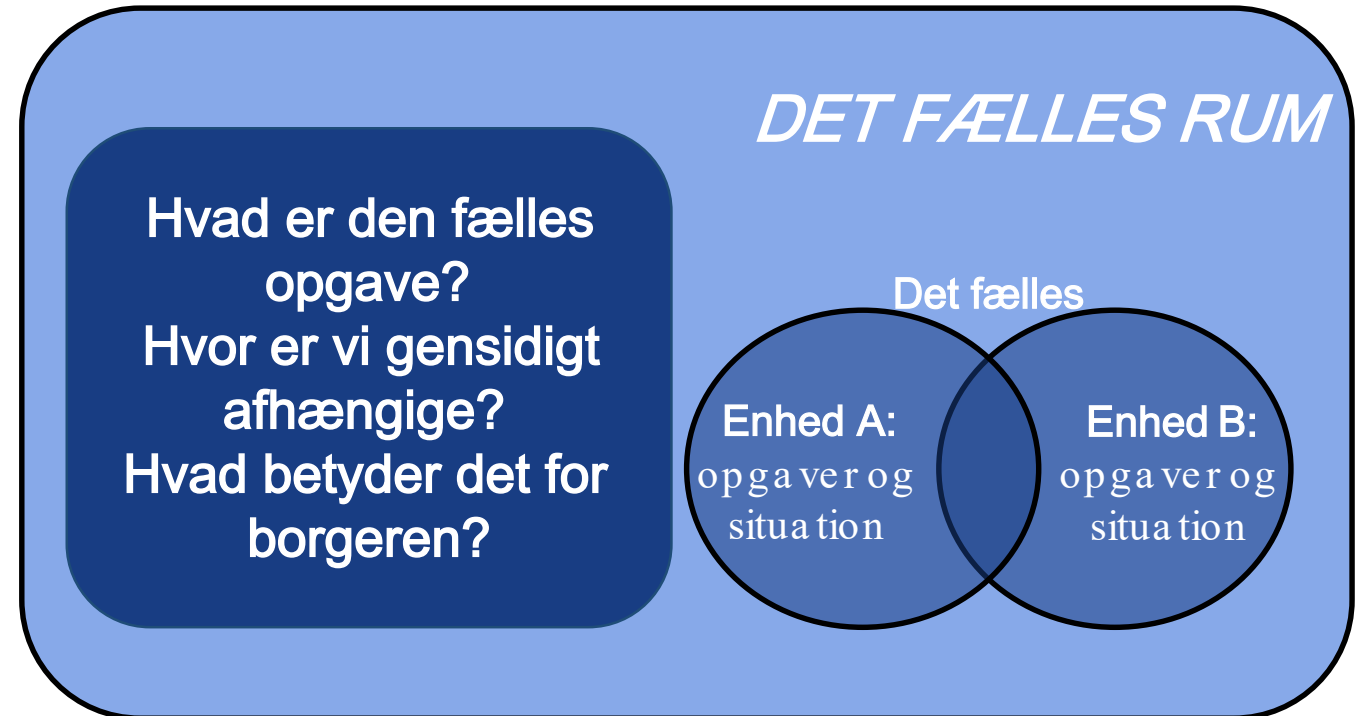 DET FÆLLES RUM
Hvad er den fælles
opgave?
Hvor er vi gensidigt
afhængige?
Hvad betyder det for
borgeren?
Det fælles
Enhed A:
opgaver og
situation
Enhed B:
opgaver og
situation